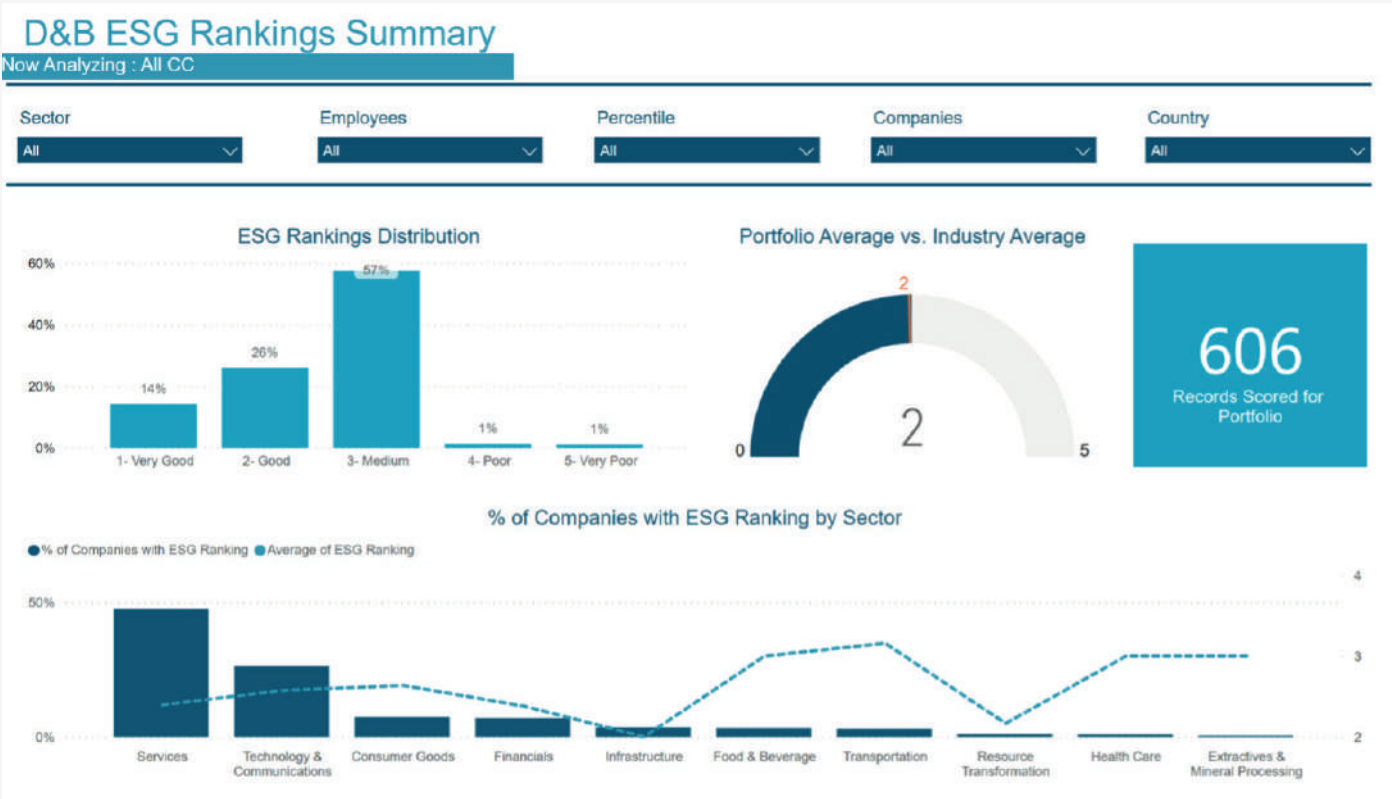 D&B ESG Rankings Summary
Now Analyzing : All CC
Sector
Employees
Percentile
Companies
Country
All
All
All
All
All
ESG Rankings Distribution
60%
40%
20%
0%
14%
26%
57%
1%
1%
1- Very Good
2- Good
3- Medium
4- Poor
5- Very Poor
Portfolio Average vs. Industry Average
2
0
2
5
606
Records Scored for
Portfolio
% of Companies with ESG Ranking by Sector
% of Companies with ESG Ranking
Average of ESG Ranking
50%
0%
4
3
2
Services
Technology &
Communications
Consumer Goods
Financials
Infrastructure
Food & Beverage
Transportation
Resource
Transformation
Health Care
Extractives &
Mineral Processing